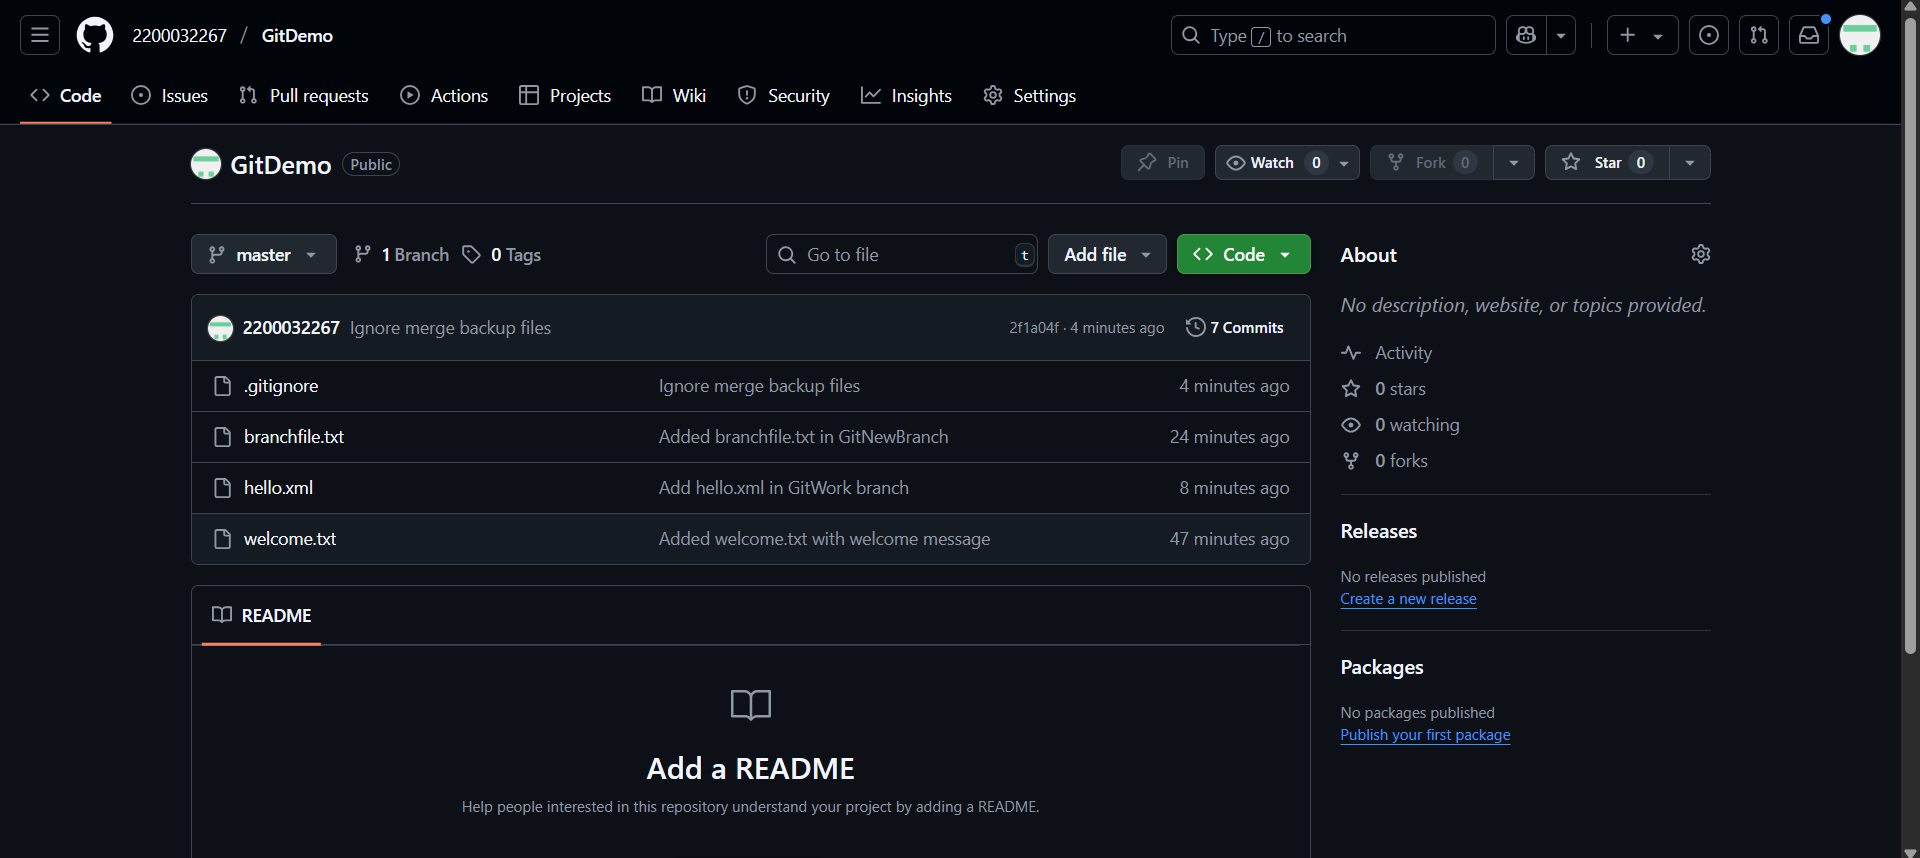 2200032267 / GitDemo
Type / to search
Code Issues Pull requests Actions Projects Wiki Security Insights Settings
GitDemo Public
Pin Watch 0 Fork 0 Star 0
master 1 Branch 0 Tags
Go to file t Add file Code
2200032267 Ignore merge backup files 2f1a04f · 4 minutes ago 7 Commits
.gitignore Ignore merge backup files 4 minutes ago
branchfile.txt Added branchfile.txt in GitNewBranch 24 minutes ago
hello.xml Add hello.xml in GitWork branch 8 minutes ago
welcome.txt Added welcome.txt with welcome message 47 minutes ago
README
Add a README
Help people interested in this repository understand your project by adding a README.
About
No description, website, or topics provided.
Activity
0 stars
0 watching
0 forks
Releases
No releases published
Create a new release
Packages
No packages published
Publish your first package